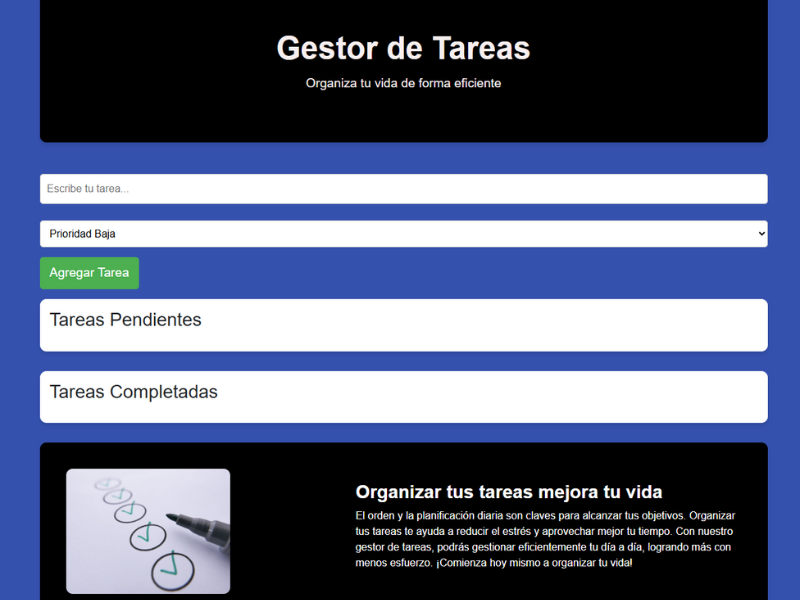 Gestor de Tareas
Organiza tu vida de forma eficiente
Escribe tu tarea...
Prioridad Baja
Agregar Tarea
Tareas Pendientes
Tareas Completadas
Organizar tus tareas mejora tu vida
El orden y la planificación diaria son claves para alcanzar tus objetivos. Organizar
tus tareas te ayuda a reducir el estrés y aprovechar mejor tu tiempo. Con nuestro
gestor de tareas, podrás gestionar eficientemente tu día a día, logrando más con
menos esfuerzo. ¡Comienza hoy mismo a organizar tu vida!